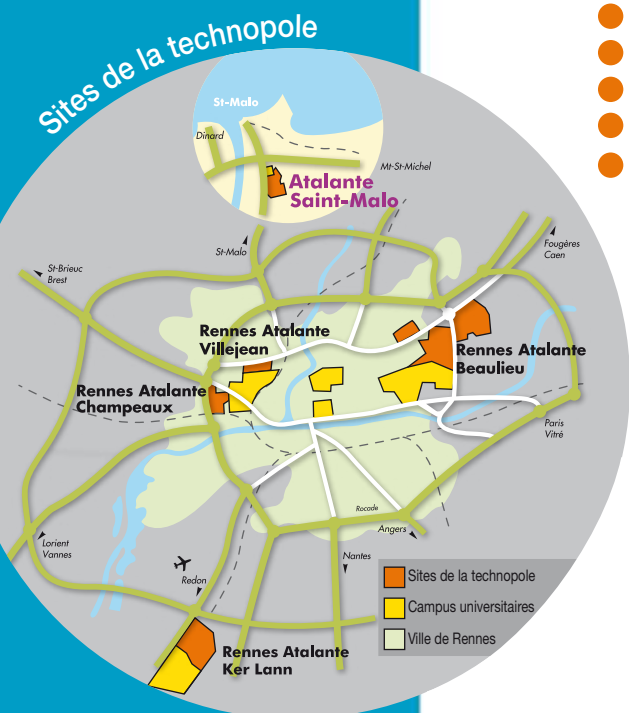 Sites de la technopole
St-Malo
Dinard
Mt-St-Michel
Atalante
Saint-Malo
St-Malo
Fougères
Caen
St-Brieuc
Brest
Rennes Atalante
Villejean
Rennes Atalante
Beaulieu
Rennes Atalante
Champeaux
Paris
Vitré
Rocade
Angers
Lorient
Vannes
Nantes
Redon
Sites de la technopole
Campus universitaires
Ville de Rennes
Rennes Atalante
Ker Lann